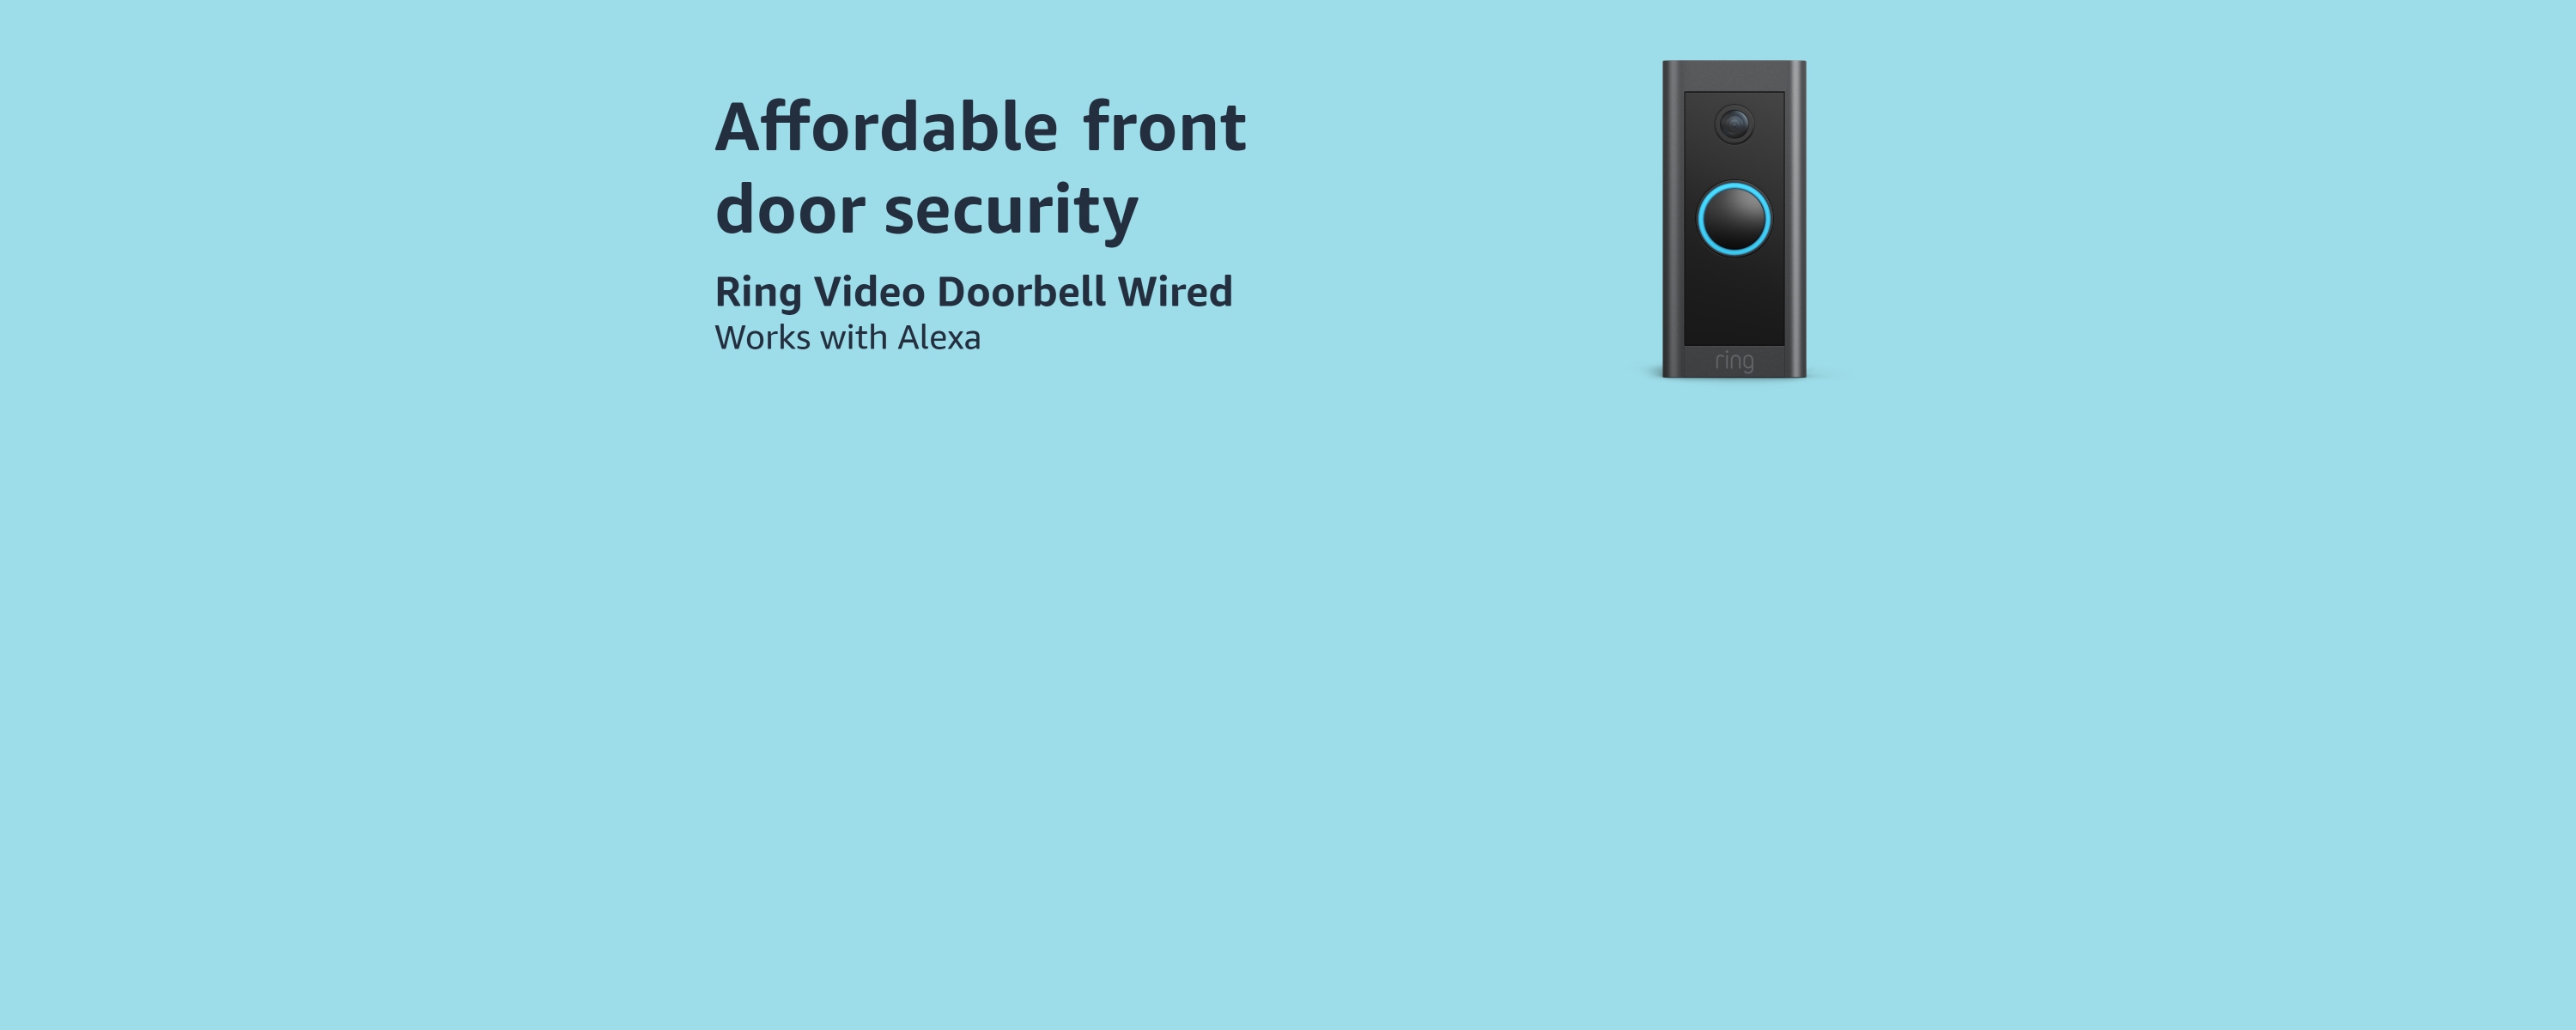 Affordable front
door security
Ring Video Doorbell Wired
Works with Alexa
ring